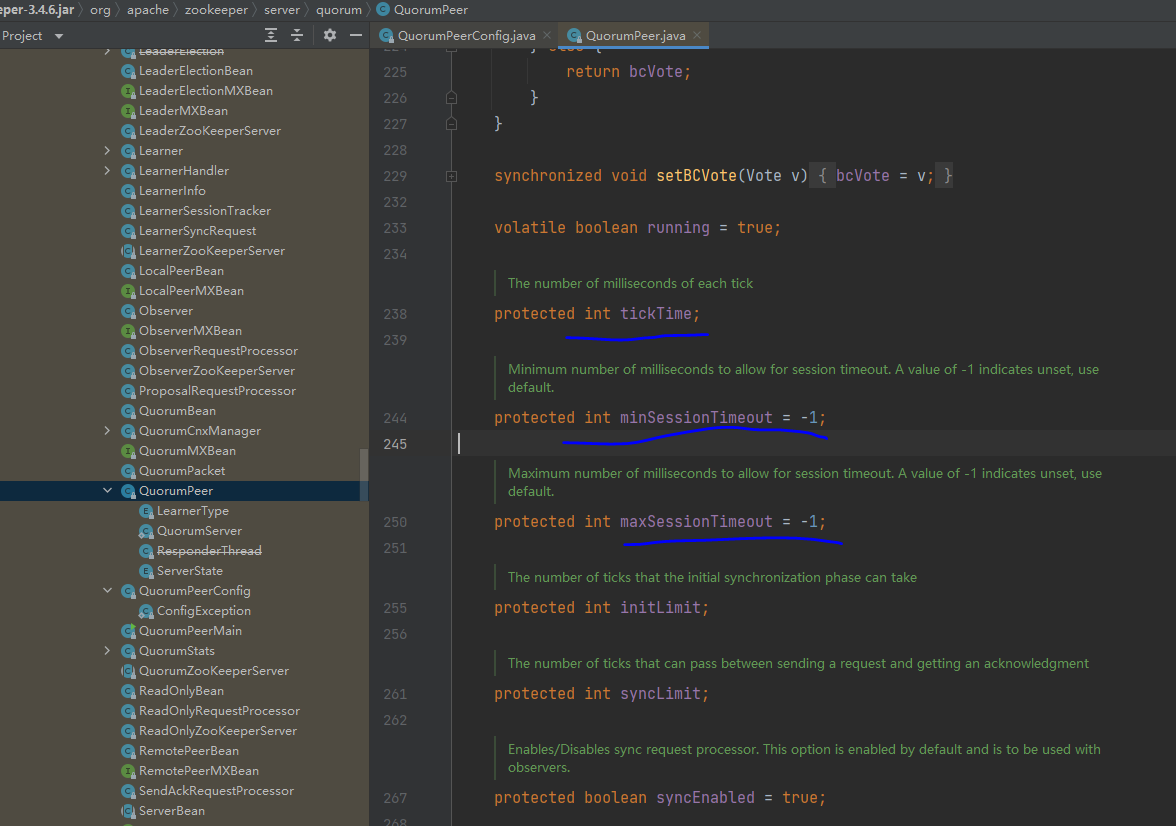 eper-3.4.6.jar org apache zookeeper server quorum QuorumPeer
Project
QuorumPeerConfig.java QuorumPeer.java
LeaderElection
LeaderElectionBean
LeaderElectionMXBean
LeaderMXBean
LeaderZooKeeperServer
Learner
LearnerHandler
LearnerInfo
LearnerSessionTracker
LearnerSyncRequest
LearnerZooKeeperServer
LocalPeerBean
LocalPeerMXBean
Observer
ObserverMXBean
ObserverRequestProcessor
ObserverZooKeeperServer
ProposalRequestProcessor
QuorumBean
QuorumCnxManager
QuorumMXBean
QuorumPacket
QuorumPeer
LearnerType
QuorumServer
ResponderThread
ServerState
QuorumPeerConfig
ConfigException
QuorumPeerMain
QuorumStats
QuorumZooKeeperServer
ReadOnlyBean
ReadOnlyRequestProcessor
ReadOnlyZooKeeperServer
RemotePeerBean
RemotePeerMXBean
SendAckRequestProcessor
ServerBean
224 } else {
225 return bcVote;
226 }
227 }
228
229 synchronized void setBCVote(Vote v) { bcVote = v; }
232
233 volatile boolean running = true;
234
The number of milliseconds of each tick
238 protected int tickTime;
239
Minimum number of milliseconds to allow for session timeout. A value of -1 indicates unset, use
default.
244 protected int minSessionTimeout = -1;
245
Maximum number of milliseconds to allow for session timeout. A value of -1 indicates unset, use
default.
250 protected int maxSessionTimeout = -1;
251
The number of ticks that the initial synchronization phase can take
255 protected int initLimit;
256
The number of ticks that can pass between sending a request and getting an acknowledgment
261 protected int syncLimit;
262
Enables/Disables sync request processor. This option is enabled by default and is to be used with
observers.
267 protected boolean syncEnabled = true;
268